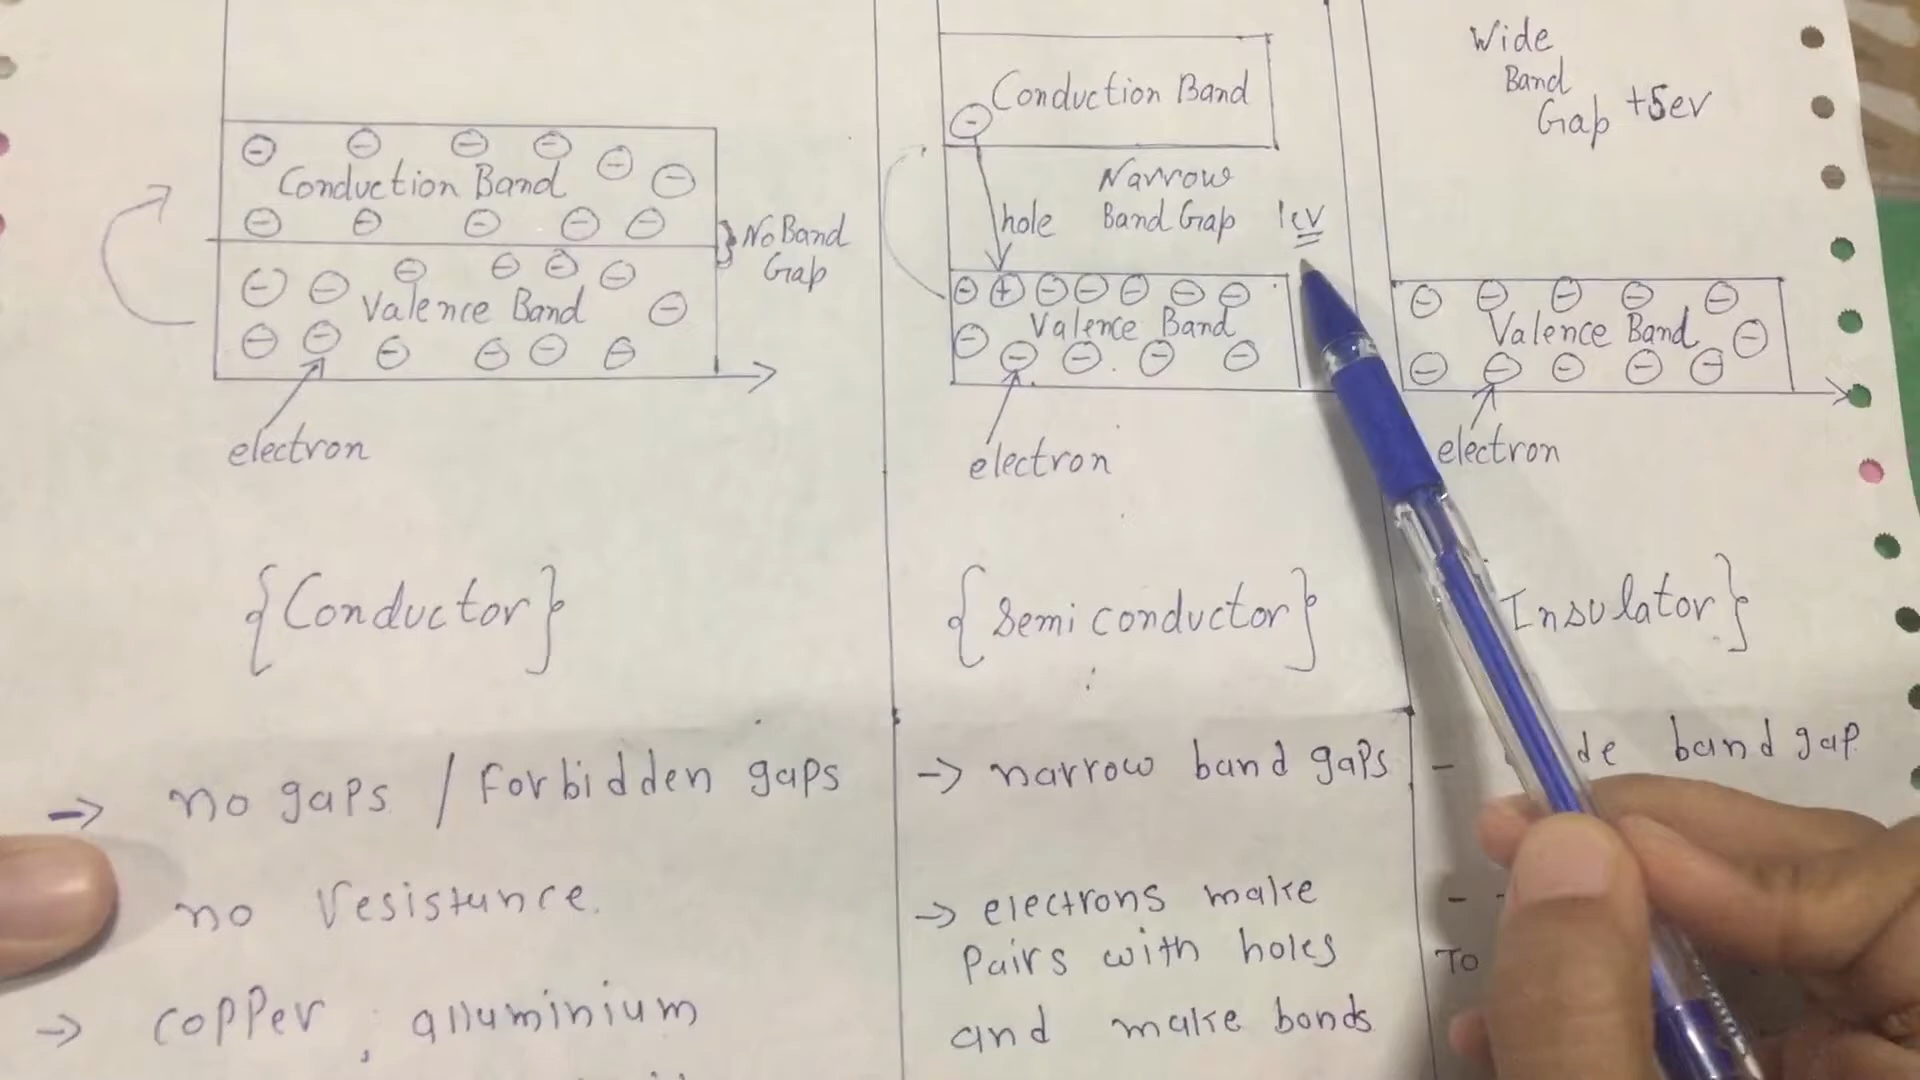 Conduction Band
Valence Band
No Band
Gap
electron
{Conductor}
→ no gaps / forbidden gaps
no resistance.
→ copper, alluminium
Conduction Band
Narrow
Band Gap 1ev
hole
Valence Band
electron
{Semi conductor}
→ narrow band gaps
→ electrons make
pairs with holes
and make bonds
Wide
Band
Gap +5ev
Valence Band
electron
Insulator}
band gap
To